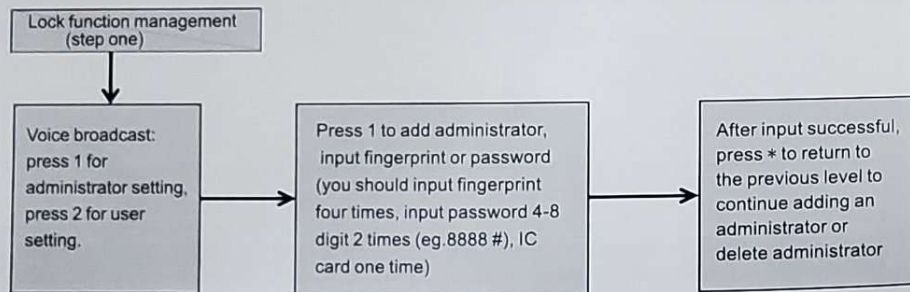 Lock function management
(step one)
Voice broadcast:
press 1 for
administrator setting,
press 2 for user
setting.
Press 1 to add administrator,
input fingerprint or password
(you should input fingerprint
four times, input password 4-8
digit 2 times (eg.8888 #), IC
card one time)
After input successful,
press * to return to
the previous level to
continue adding an
administrator or
delete administrator